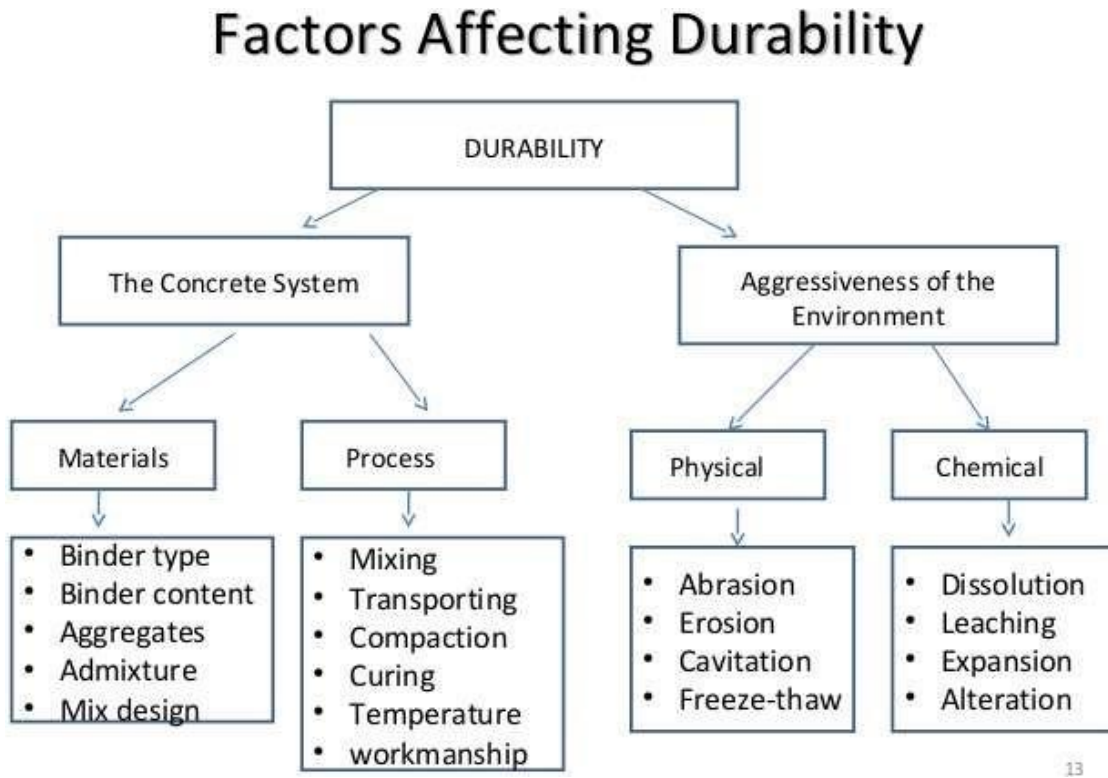 Factors Affecting Durability
DURABILITY
The Concrete System
Aggressiveness of the
Environment
Materials
Process
Physical
Chemical
• Binder type
• Binder content
• Aggregates
• Admixture
• Mix design
• Mixing
• Transporting
• Compaction
• Curing
• Temperature
• workmanship
• Abrasion
• Erosion
• Cavitation
• Freeze-thaw
• Dissolution
• Leaching
• Expansion
• Alteration
13